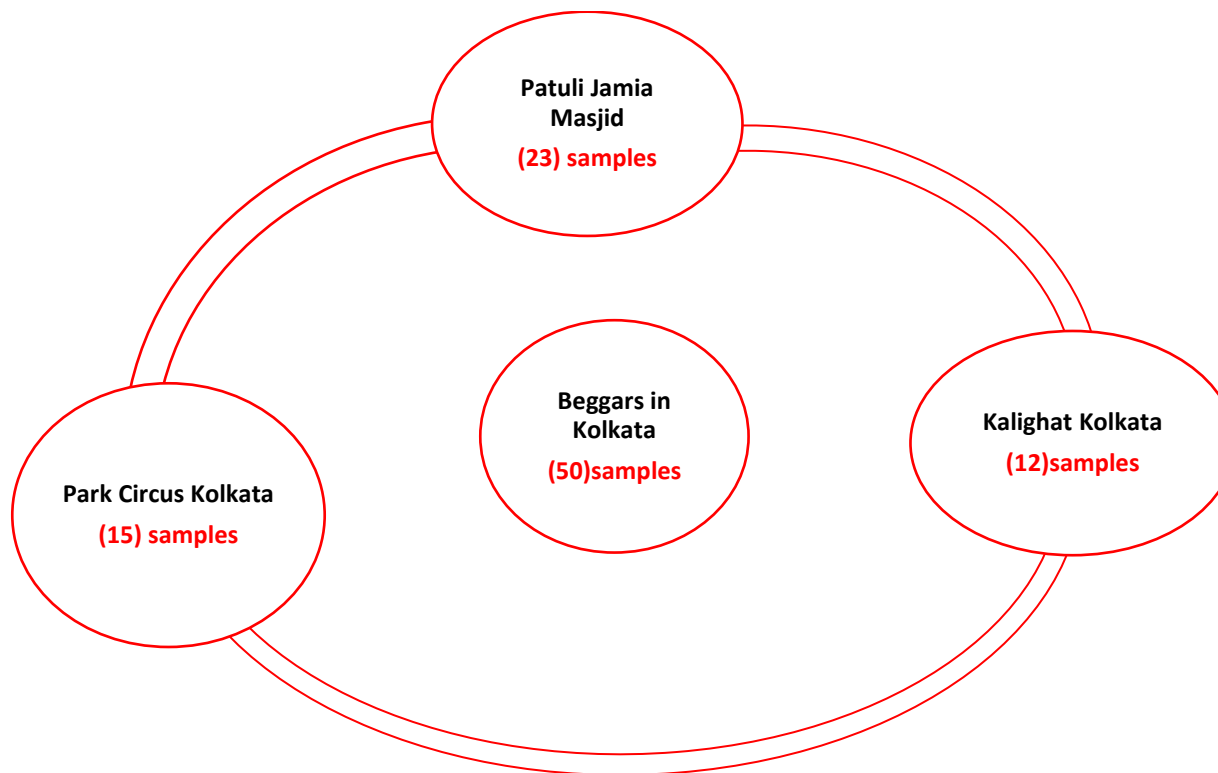 Patuli Jamia
Masjid
(23) samples
Beggars in
Kolkata
(50)samples
Kalighat Kolkata
(12)samples
Park Circus Kolkata
(15) samples